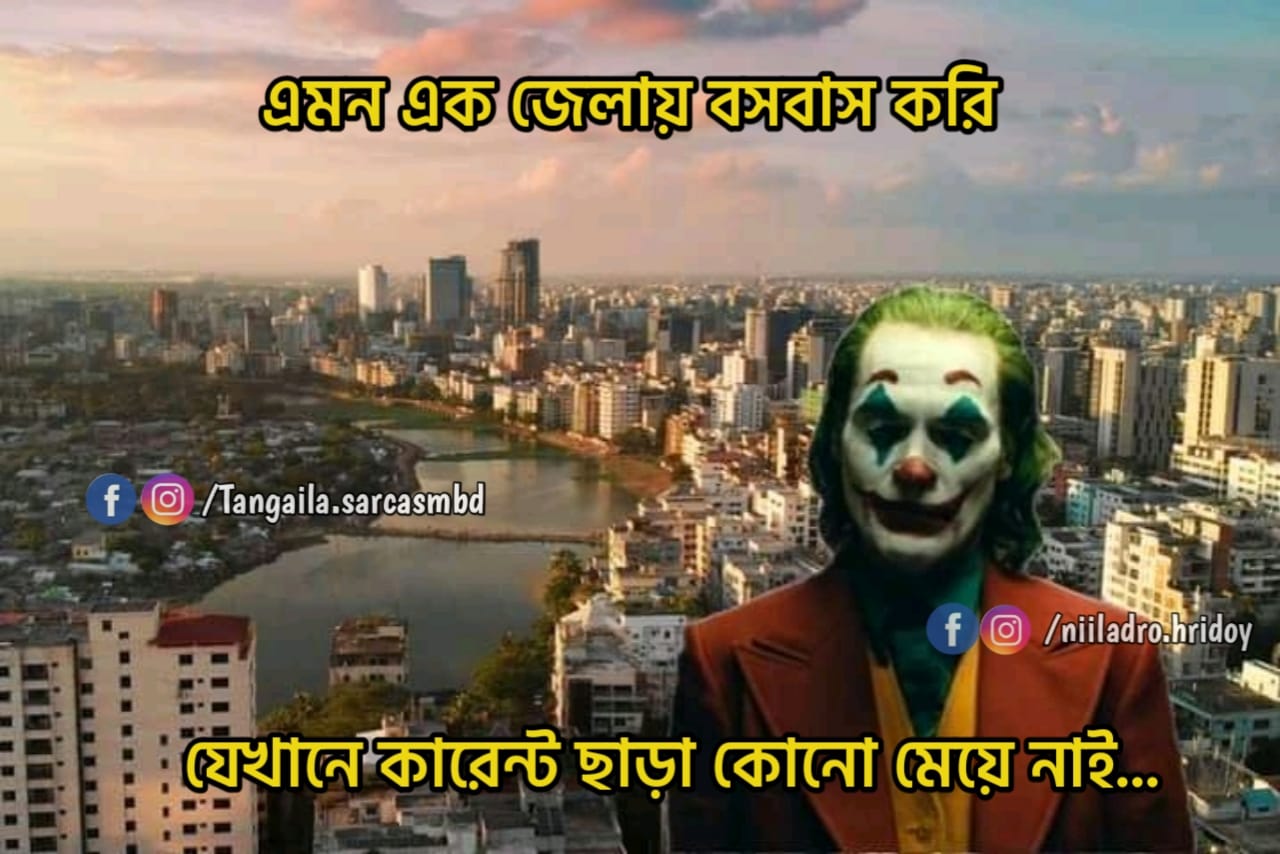 এমন এক জেলায় বসবাস করি
/Tangaila.sarcasmbd
/niiladro.hridoy
যেখানে কারেন্ট ছাড়া কোনো মেয়ে নাই...